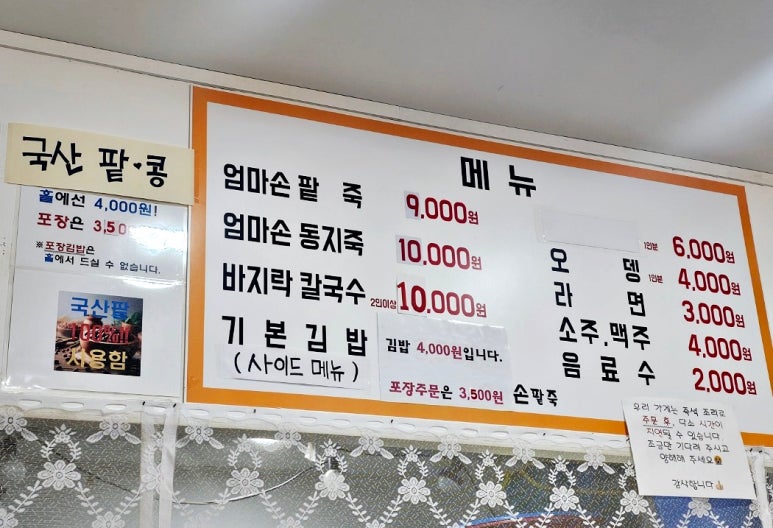 국산 팥·콩
홀에선 4,000원!
포장은 3,500
※포장김밥은
홀에서 드실 수 없습니다.
국산팥
100%
사용함
메뉴
엄마손 팥죽 9,000원
엄마손 동지죽 10,000원
바지락 칼국수 2인이상 10,000원
기본김밥
(사이드 메뉴)
김밥 4,000원입니다.
포장주문은 3,500원 손팥죽
1인분 6,000원
오뎅 1인분 4,000원
라면 3,000원
소주.맥주 4,000원
음료수 2,000원
우리 가게는 즉석 조리로
주문 후, 다소 시간이
지연될 수 있습니다.
조금만 기다려 주시고
양해해 주세요
감사합니다